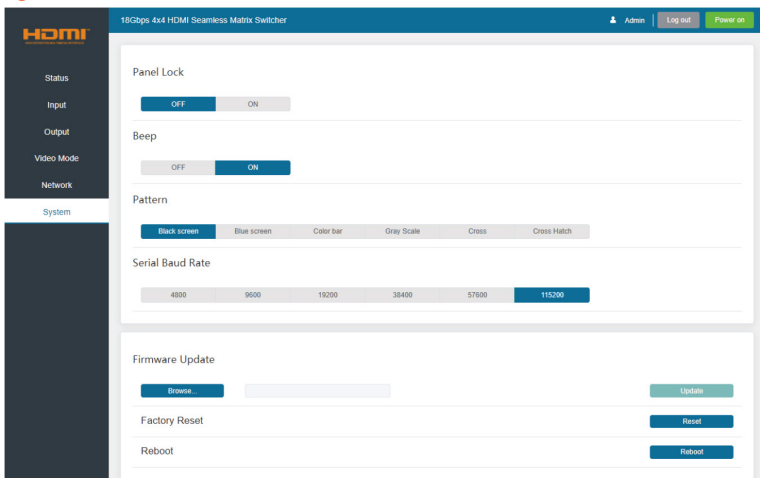 HDMI
18Gbps 4x4 HDMI Seamless Matrix Switcher
Admin
Log out
Power on
Status
Input
Output
Video Mode
Network
System
Panel Lock
OFF ON
Beep
OFF ON
Pattern
Black screen Blue screen Color bar Gray Scale Cross Cross Hatch
Serial Baud Rate
4800 9600 19200 38400 57600 115200
Firmware Update
Browse... Update
Factory Reset Reset
Reboot Reboot